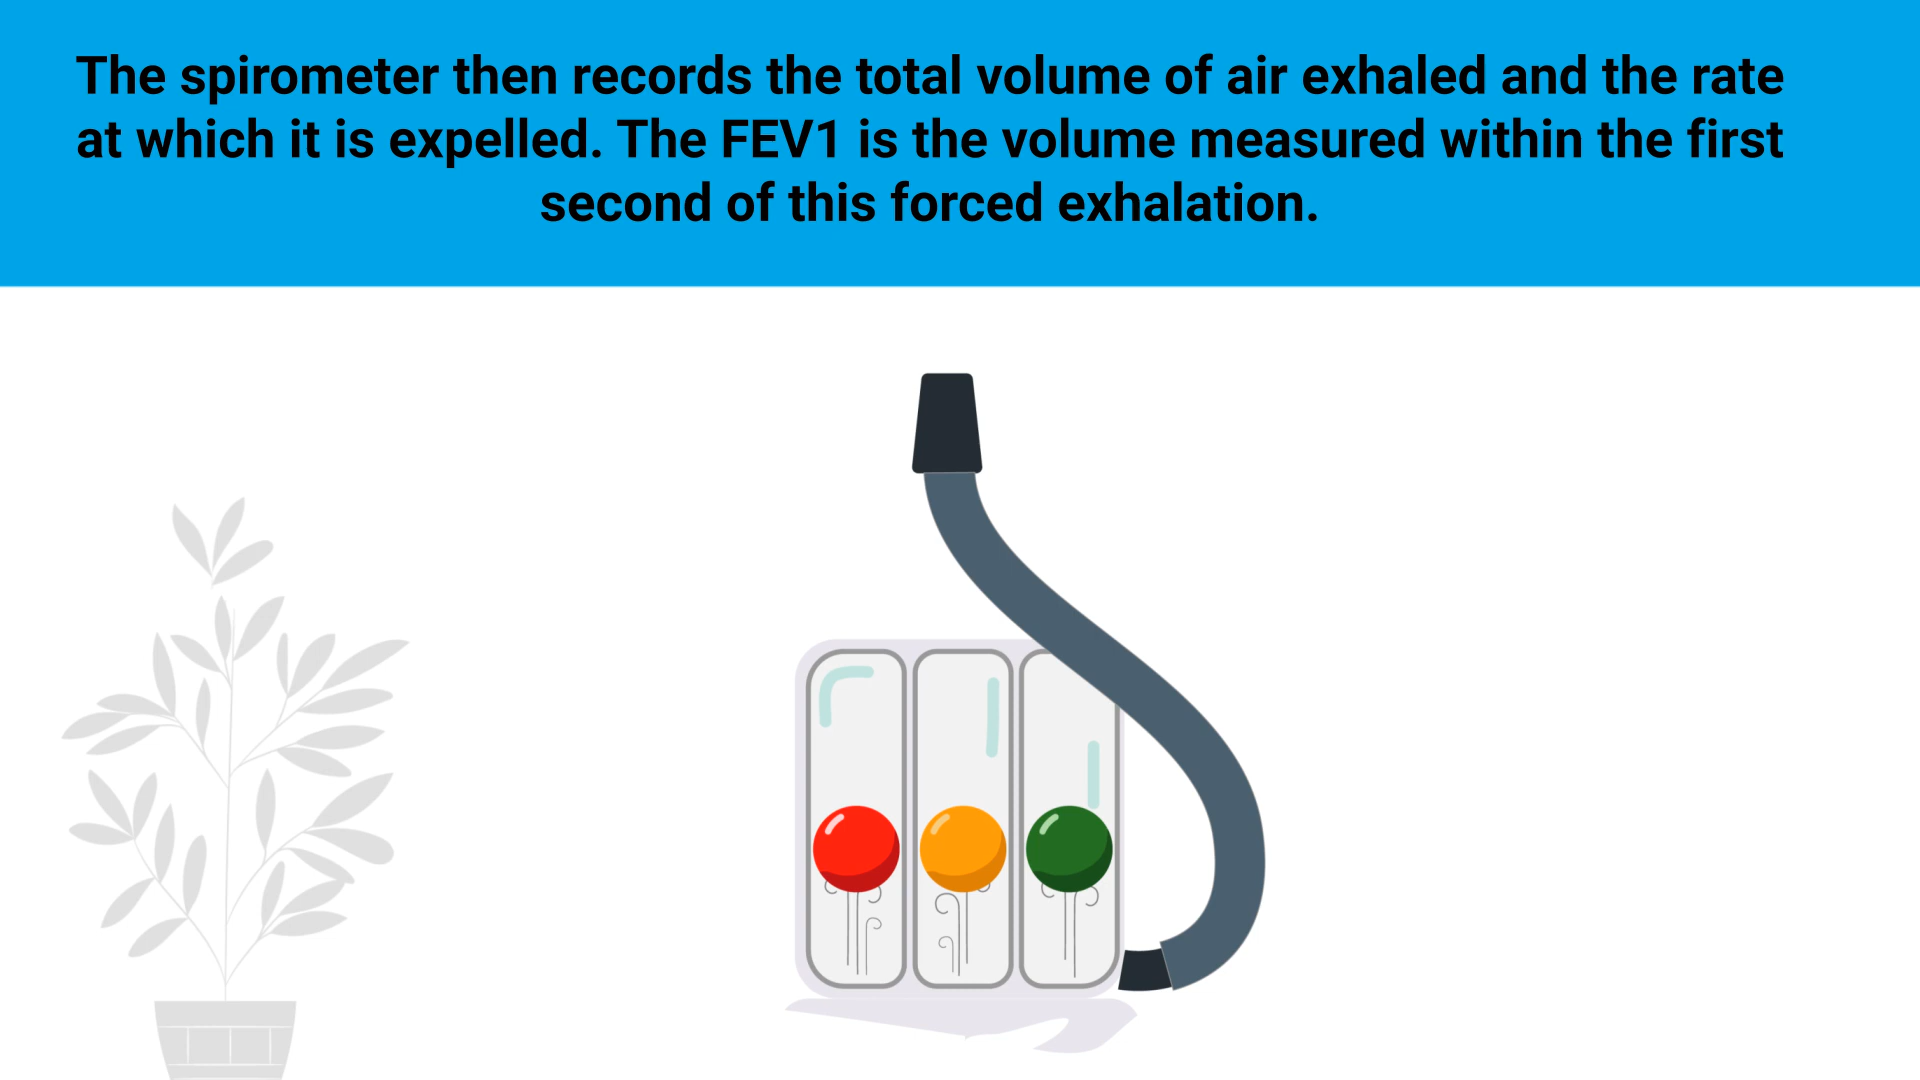 The spirometer then records the total volume of air exhaled and the rate
at which it is expelled. The FEV1 is the volume measured within the first
second of this forced exhalation.